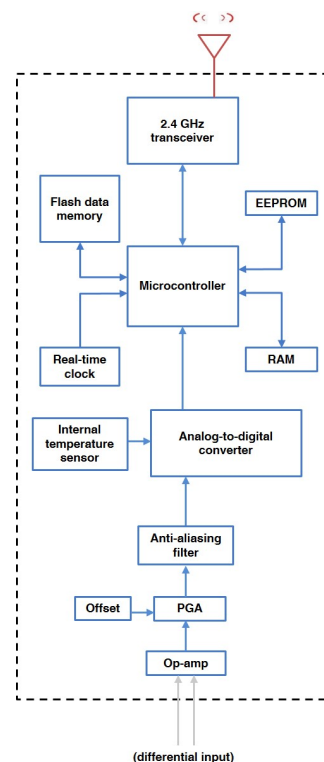 2.4 GHz
transceiver
Flash data
memory
EEPROM
Microcontroller
Real-time
clock
RAM
Internal
temperature
sensor
Analog-to-digital
converter
Anti-aliasing
filter
Offset
PGA
Op-amp
(differential input)